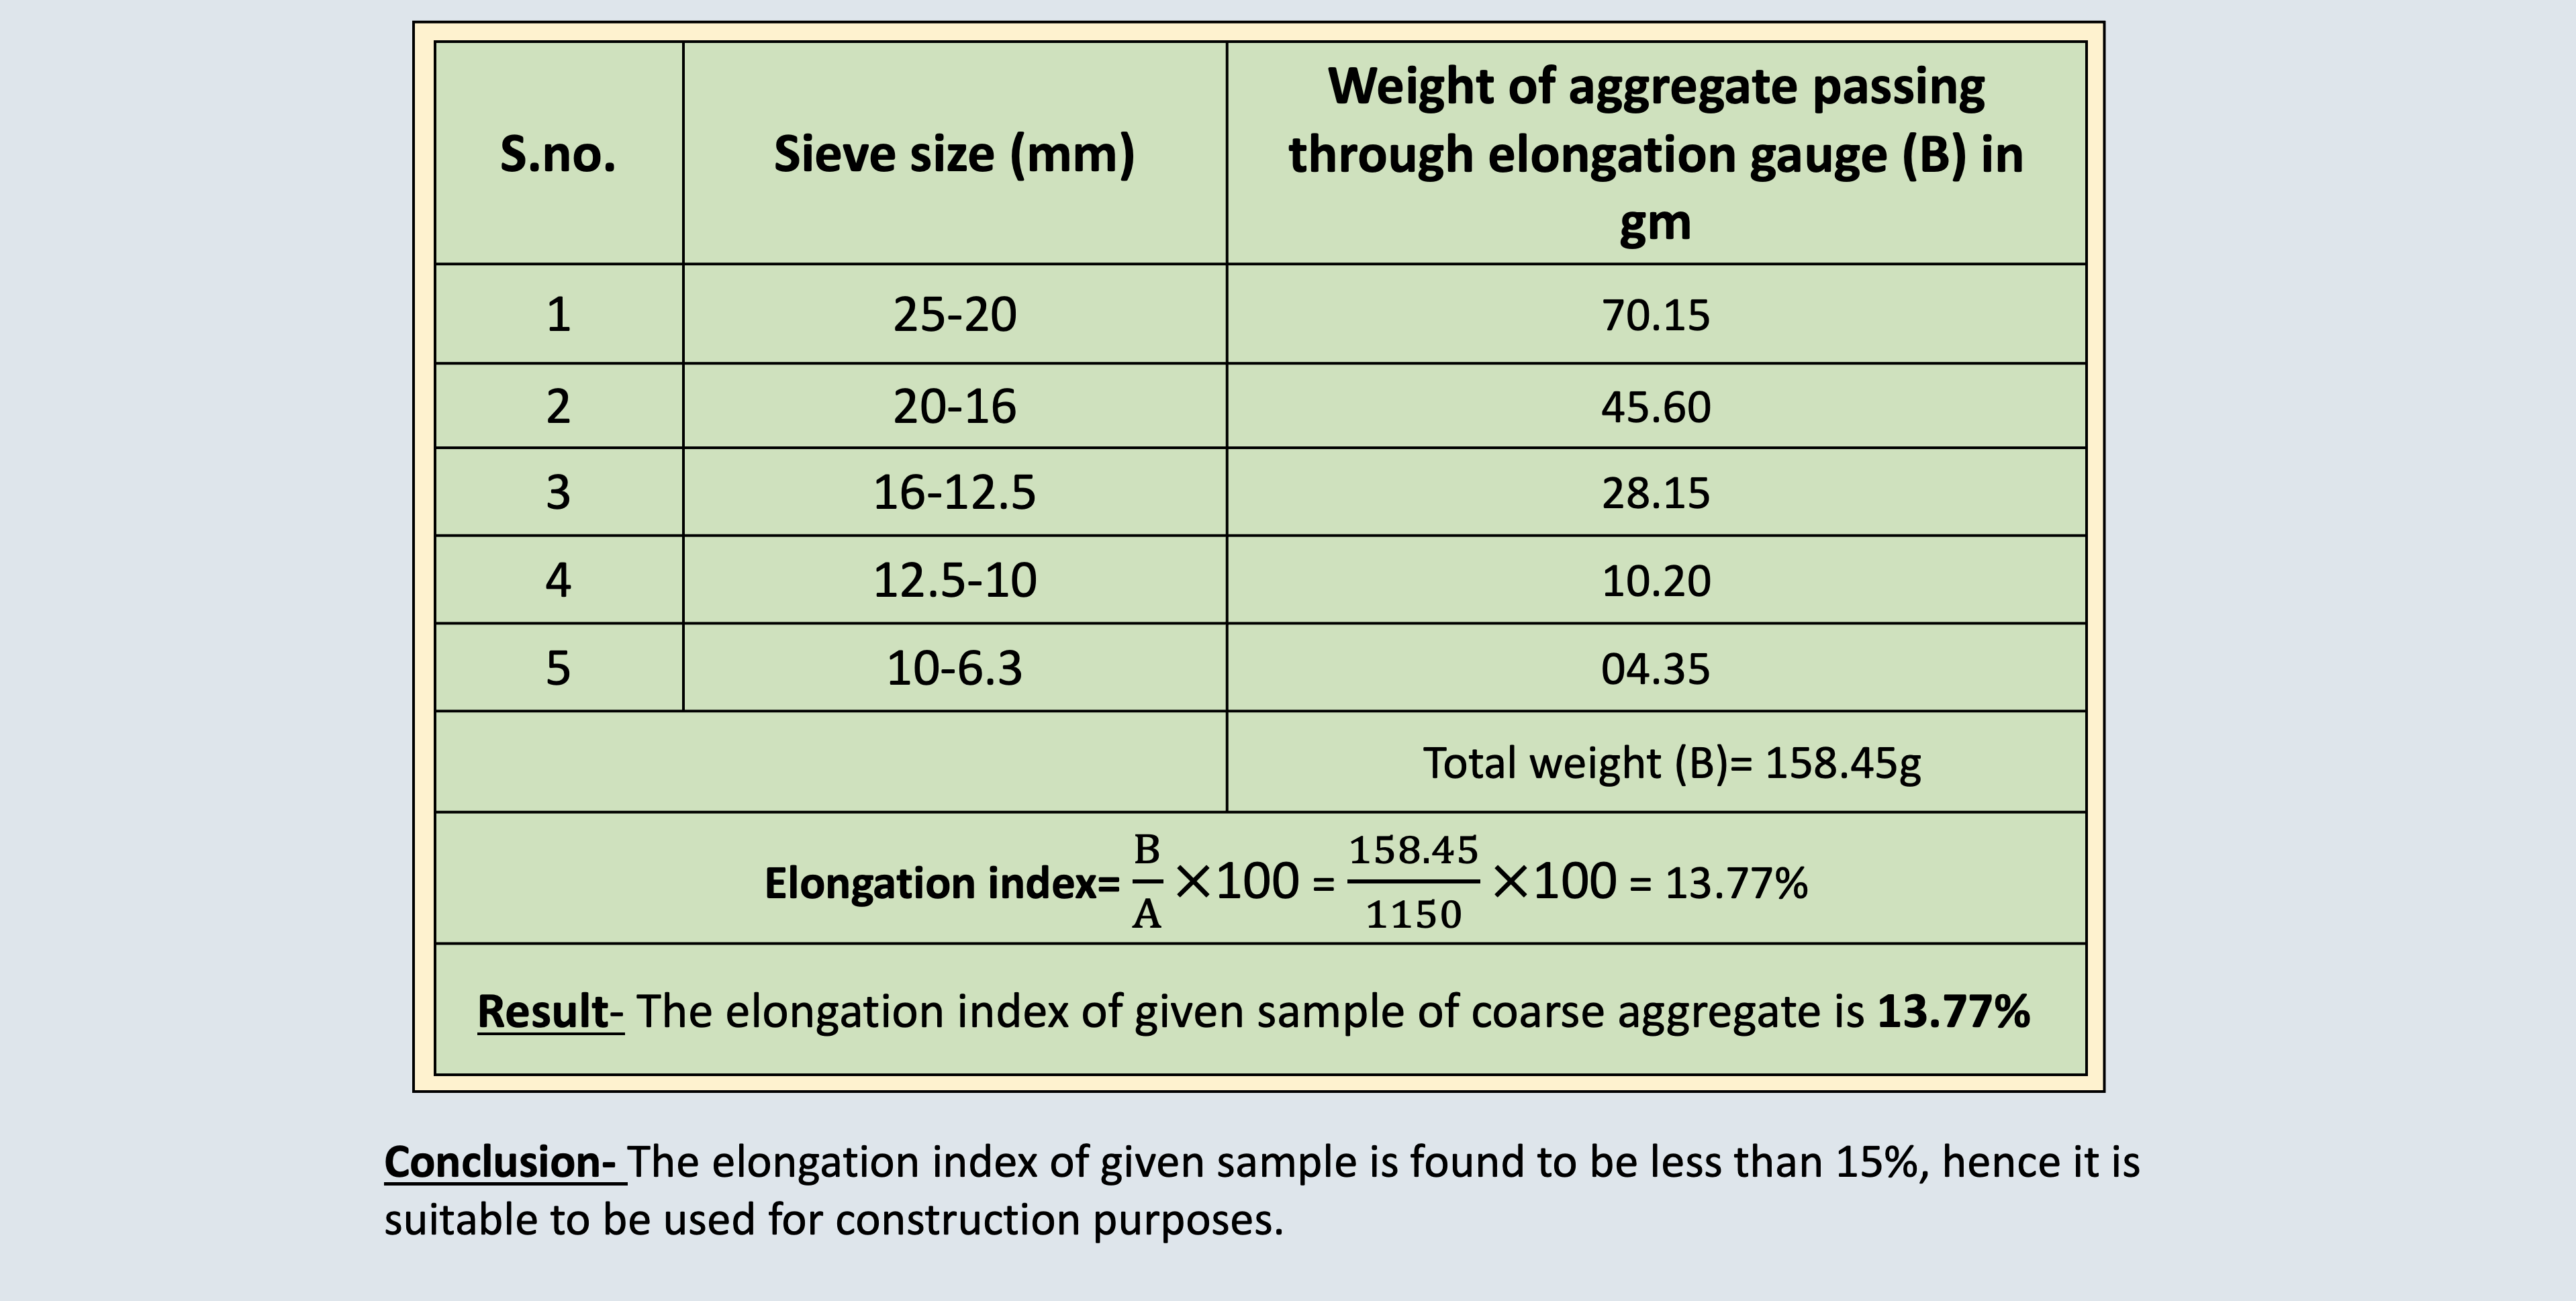 S.no.
Sieve size (mm)
Weight of aggregate passing
through elongation gauge (B) in
gm
1
25-20
70.15
2
20-16
45.60
3
16-12.5
28.15
4
12.5-10
10.20
5
10-6.3
04.35
Total weight (B)= 158.45g
Elongation index= B/A ×100 = 158.45/1150 ×100 = 13.77%
Result- The elongation index of given sample of coarse aggregate is 13.77%
Conclusion- The elongation index of given sample is found to be less than 15%, hence it is
suitable to be used for construction purposes.